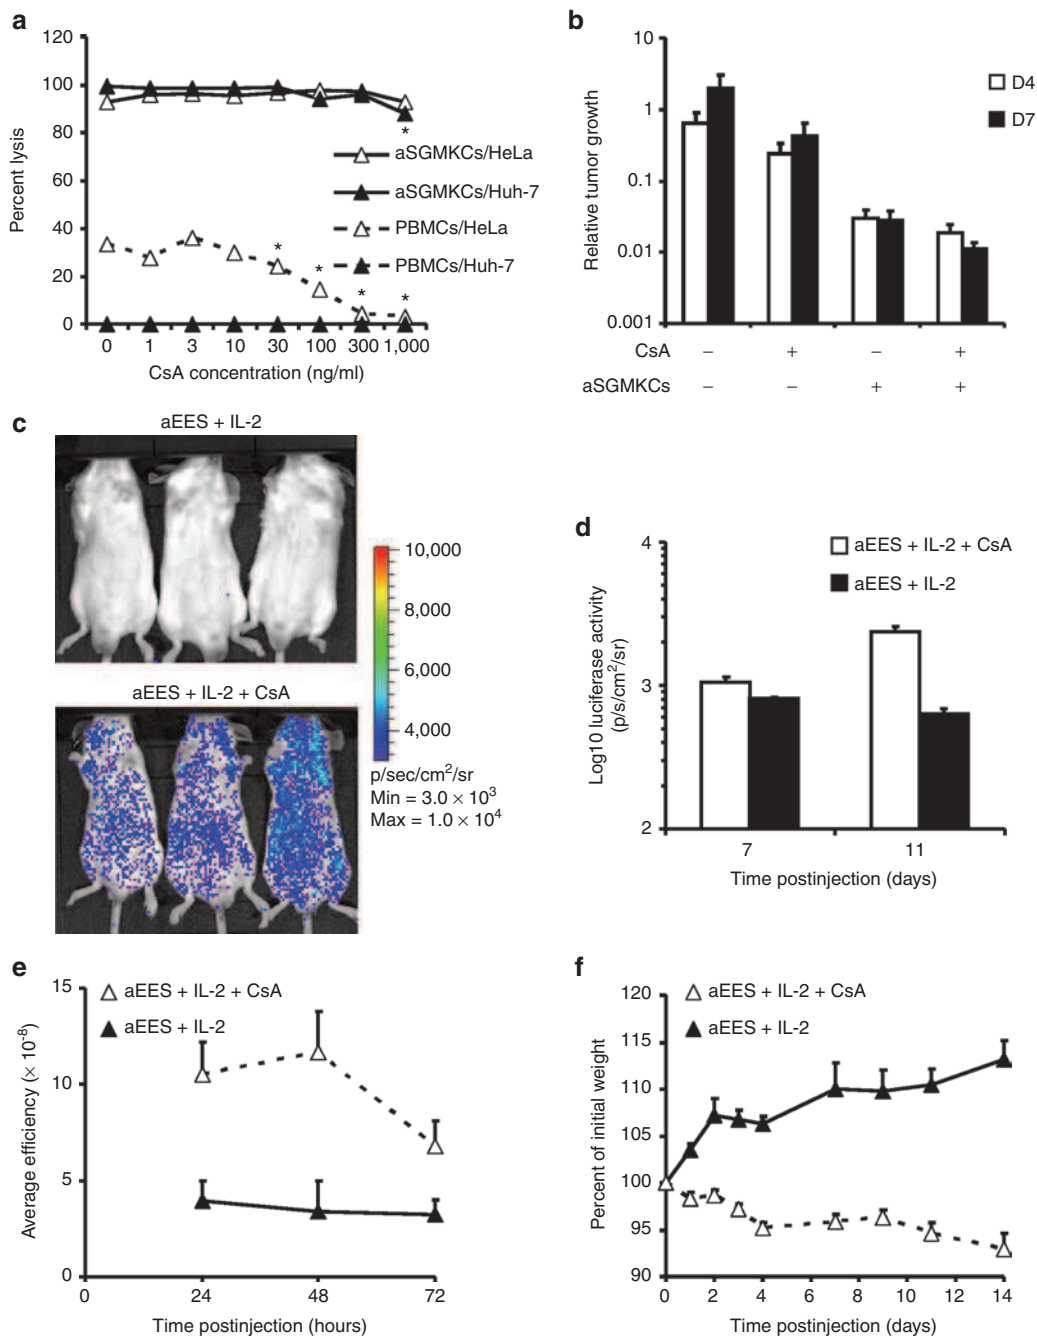 a
120
100
80
60
40
20
0
Percent lysis
*
aSGMKCs/HeLa
aSGMKCs/Huh-7
PBMCs/HeLa
PBMCs/Huh-7
* * * *
0 1 3 10 30 100 300 1,000
CsA concentration (ng/ml)
b
10
1
0.1
0.01
0.001
Relative tumor growth
D4
D7
CsA − + − +
aSGMKCs − − + +
c
aEES + IL-2
aEES + IL-2 + CsA
10,000
8,000
6,000
4,000
p/sec/cm²/sr
Min = 3.0 × 10³
Max = 1.0 × 10⁴
d
aEES + IL-2 + CsA
aEES + IL-2
4
3
2
Log10 luciferase activity
(p/s/cm²/sr)
7 11
Time postinjection (days)
e
aEES + IL-2 + CsA
aEES + IL-2
15
10
5
0
Average efficiency (× 10⁻⁸)
0 24 48 72
Time postinjection (hours)
f
aEES + IL-2 + CsA
aEES + IL-2
120
115
110
105
100
95
90
Percent of initial weight
0 2 4 6 8 10 12 14
Time postinjection (days)